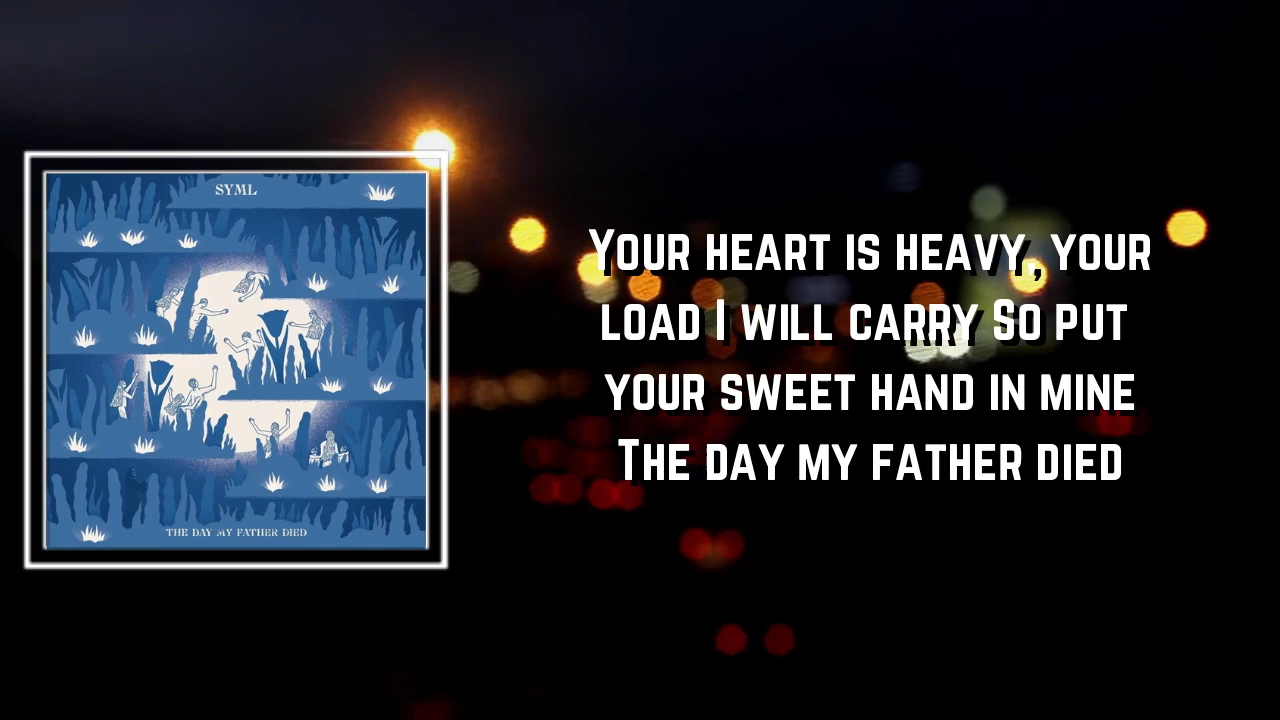 SYML
THE DAY MY FATHER DIED
Your heart is heavy, your
load I will carry So put
your sweet hand in mine
The day my father died